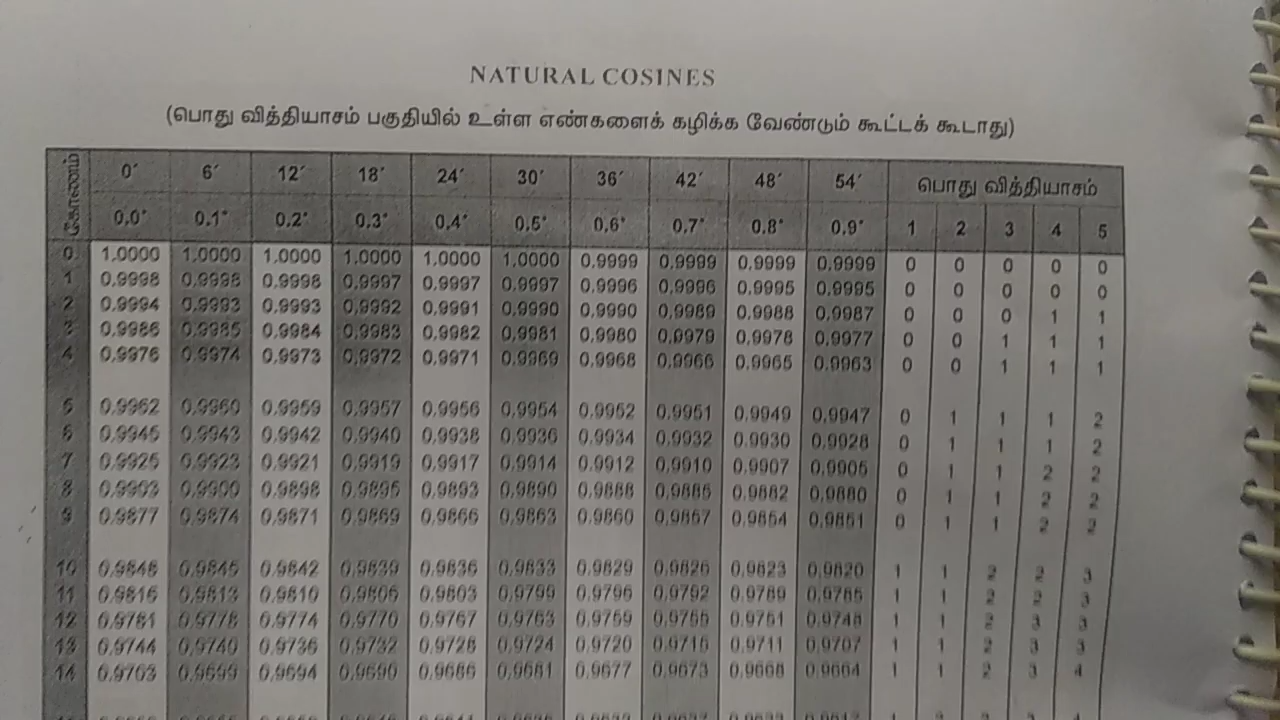 NATURAL COSINES
(பொது வித்தியாசம் பகுதியில் உள்ள எண்களைக் கழிக்க வேண்டும் கூட்டக் கூடாது)
0´ 6´ 12´ 18´ 24´ 30´ 36´ 42´ 48´ 54´ பொது வித்தியாசம்
0.0° 0.1° 0.2° 0.3° 0.4° 0.5° 0.6° 0.7° 0.8° 0.9° 1 2 3 4 5
0 1.0000 1.0000 1.0000 1.0000 1.0000 1.0000 0.9999 0.9999 0.9999 0.9999 0 0 0 0 0
1 0.9998 0.9998 0.9998 0.9997 0.9997 0.9997 0.9996 0.9996 0.9995 0.9995 0 0 0 0 0
2 0.9994 0.9993 0.9993 0.9992 0.9991 0.9990 0.9990 0.9989 0.9988 0.9987 0 0 0 1 1
3 0.9986 0.9985 0.9984 0.9983 0.9982 0.9981 0.9980 0.9979 0.9978 0.9977 0 0 1 1 1
4 0.9976 0.9974 0.9973 0.9972 0.9971 0.9969 0.9968 0.9966 0.9965 0.9963 0 0 1 1 1
5 0.9962 0.9960 0.9959 0.9957 0.9956 0.9954 0.9952 0.9951 0.9949 0.9947 0 1 1 1 2
6 0.9945 0.9943 0.9942 0.9940 0.9938 0.9936 0.9934 0.9932 0.9930 0.9928 0 1 1 1 2
7 0.9925 0.9923 0.9921 0.9919 0.9917 0.9914 0.9912 0.9910 0.9907 0.9905 0 1 1 2 2
8 0.9903 0.9900 0.9898 0.9895 0.9893 0.9890 0.9888 0.9885 0.9882 0.9880 0 1 1 2 2
9 0.9877 0.9874 0.9871 0.9869 0.9866 0.9863 0.9860 0.9857 0.9854 0.9851 0 1 1 2 2
10 0.9848 0.9845 0.9842 0.9839 0.9836 0.9833 0.9829 0.9826 0.9823 0.9820 1 1 2 2 3
11 0.9816 0.9813 0.9810 0.9806 0.9803 0.9799 0.9796 0.9792 0.9789 0.9785 1 1 2 2 3
12 0.9781 0.9778 0.9774 0.9770 0.9767 0.9763 0.9759 0.9755 0.9751 0.9748 1 1 2 3 3
13 0.9744 0.9740 0.9736 0.9732 0.9728 0.9724 0.9720 0.9715 0.9711 0.9707 1 1 2 3 3
14 0.9703 0.9699 0.9694 0.9690 0.9686 0.9681 0.9677 0.9673 0.9668 0.9664 1 1 2 3 4